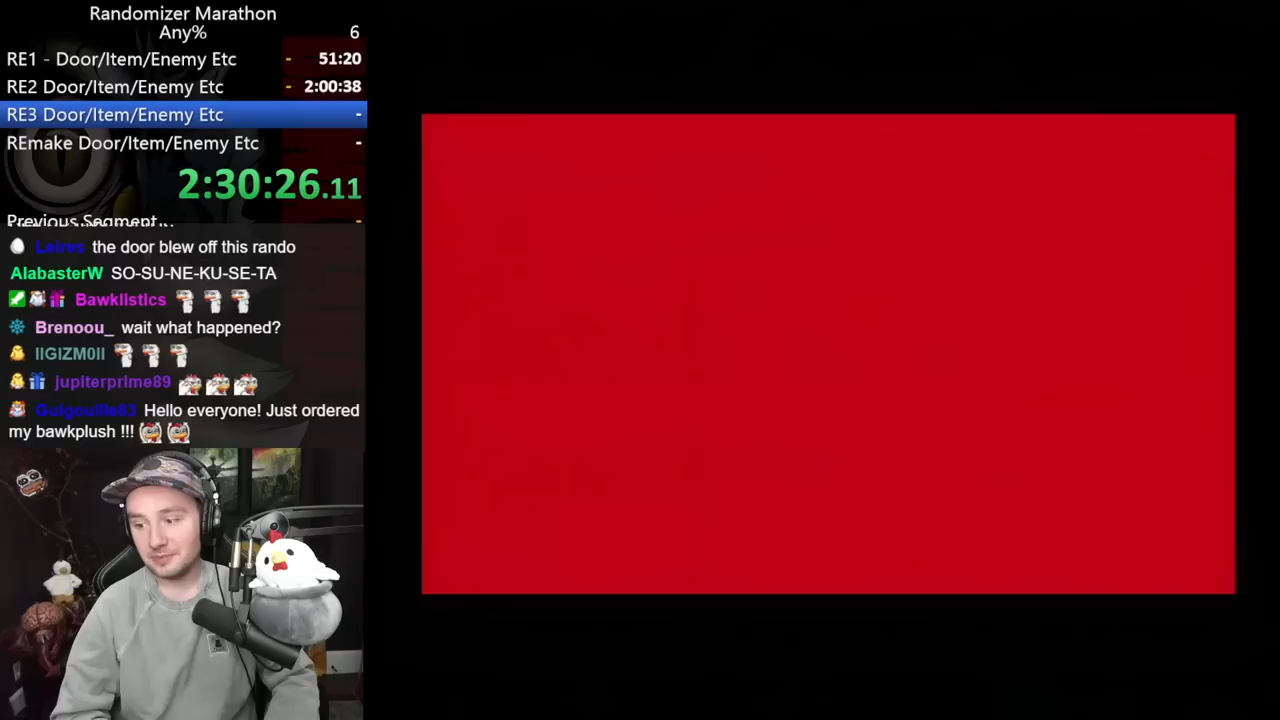 Randomizer Marathon
Any% 6
RE1 - Door/Item/Enemy Etc - 51:20
RE2 Door/Item/Enemy Etc - 2:00:38
RE3 Door/Item/Enemy Etc -
REmake Door/Item/Enemy Etc -
2:30:26.11
Previous Segment -
Leires the door blew off this rando
AlabasterW SO-SU-NE-KU-SE-TA
Bawklistics
Brenoou_ wait what happened?
IIGIZM0II
jupiterprime89
Gulgouille83 Hello everyone! Just ordered
my bawkplush !!!